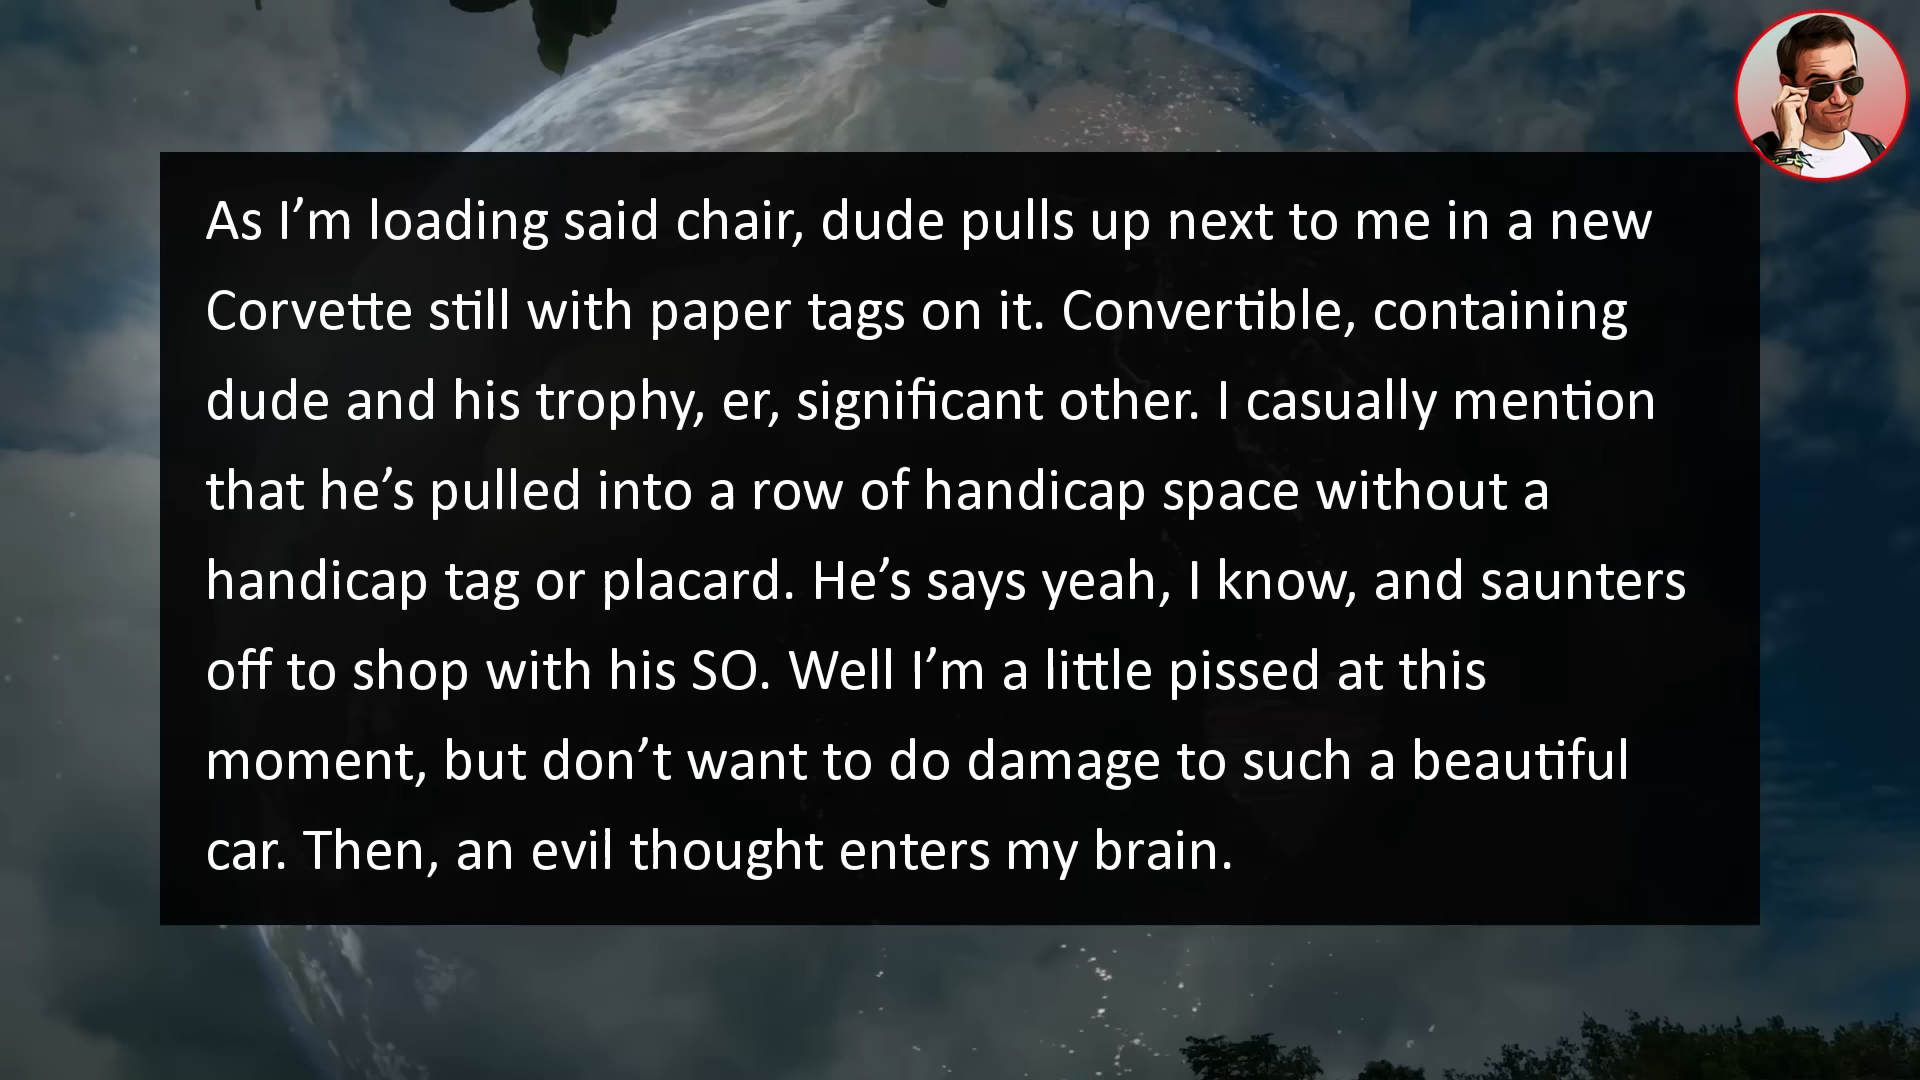 As I’m loading said chair, dude pulls up next to me in a new
Corvette still with paper tags on it. Convertible, containing
dude and his trophy, er, significant other. I casually mention
that he’s pulled into a row of handicap space without a
handicap tag or placard. He’s says yeah, I know, and saunters
off to shop with his SO. Well I’m a little pissed at this
moment, but don’t want to do damage to such a beautiful
car. Then, an evil thought enters my brain.